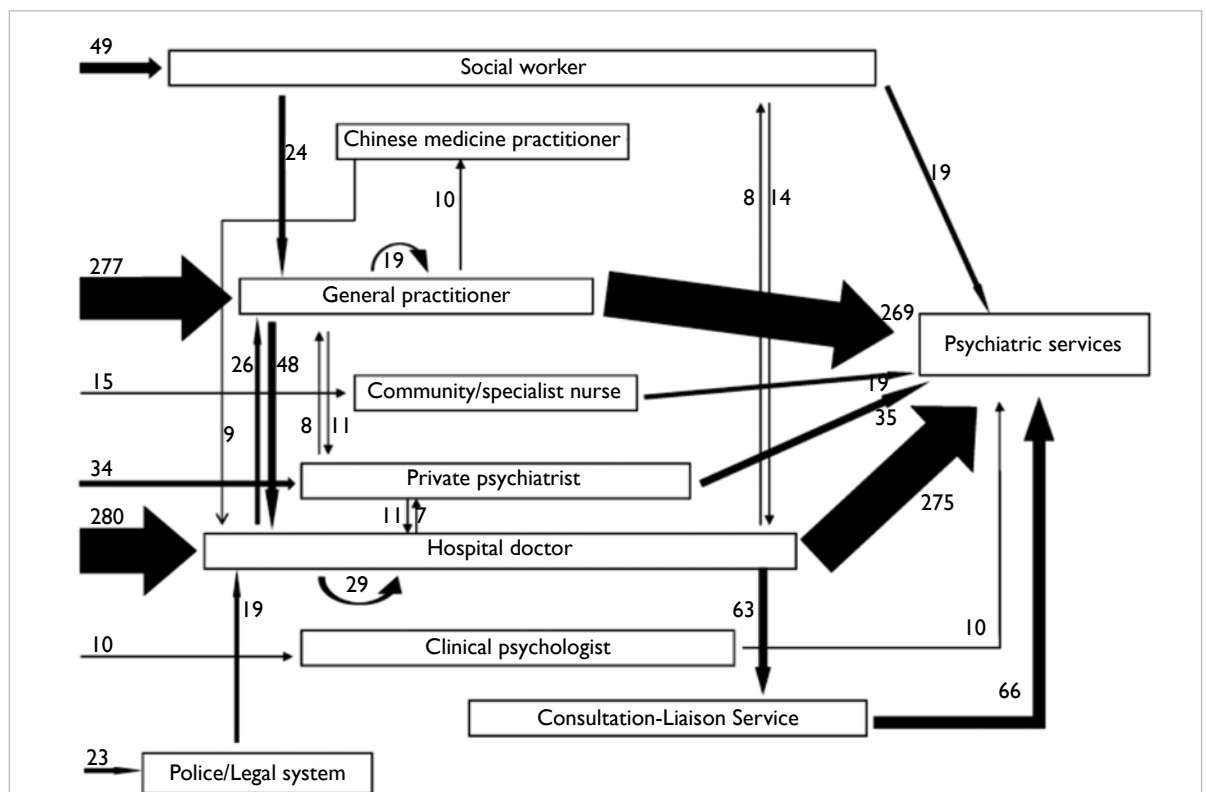 49
Social worker
Chinese medicine practitioner
24
19
10
8
14
277
19
General practitioner
269
Psychiatric services
26
48
15
Community/specialist nurse
19
8
11
35
9
34
Private psychiatrist
280
11
7
275
Hospital doctor
29
19
63
10
10
Clinical psychologist
66
Consultation-Liaison Service
23
Police/Legal system